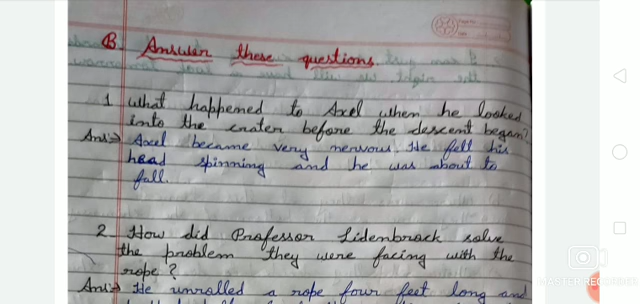 B Answer these questions
1 What happened to Axel when he looked
into the crater before the descent began?
Ans:→ Axel became very nervous. He felt his
head spinning and he was about to
fall.
2 How did Professor Lidenbrock solve
the problem they were facing with the
rope?
Ans:→ He unrolled a rope four feet long and
MASTER RECORDER